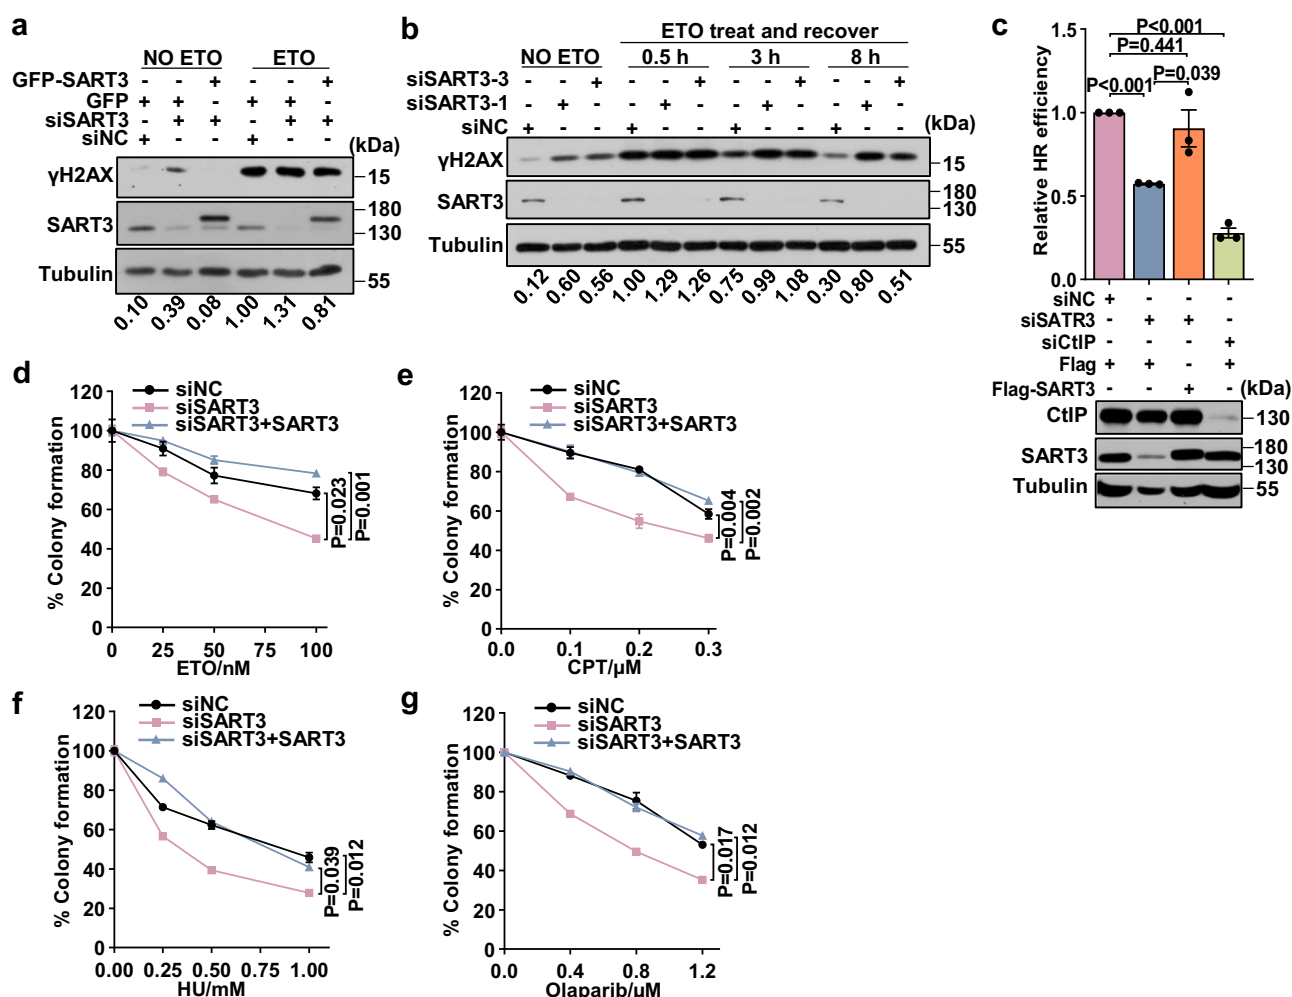 a
NO ETO ETO
GFP-SART3 - - + - - +
GFP + + - + + -
siSART3 - + + - + +
siNC + - - + - -
(kDa)
γH2AX 15
SART3 180
130
Tubulin 55
0.10 0.39 0.08 1.00 1.31 0.81
b
ETO treat and recover
NO ETO 0.5 h 3 h 8 h
siSART3-3 - - + - - + - - + - - +
siSART3-1 - + - - + - - + - - + -
siNC + - - + - - + - - + - -
(kDa)
γH2AX 15
SART3 180
130
Tubulin 55
0.12 0.60 0.56 1.00 1.29 1.26 0.75 0.99 1.08 0.30 0.80 0.51
c
P<0.001
P=0.441
P<0.001 P=0.039
Relative HR efficiency
1.5
1.0
0.5
0.0
siNC + - - -
siSATR3 - + + -
siCtIP - - - +
Flag + + - +
Flag-SART3 - - + -
(kDa)
CtIP 130
SART3 180
130
Tubulin 55
d
siNC
siSART3
siSART3+SART3
% Colony formation
120
100
80
60
40
20
0
0 25 50 75 100
ETO/nM
P=0.023
P=0.001
e
siNC
siSART3
siSART3+SART3
% Colony formation
120
100
80
60
40
20
0
0.0 0.1 0.2 0.3
CPT/μM
P=0.004
P=0.002
f
siNC
siSART3
siSART3+SART3
% Colony formation
120
100
80
60
40
20
0
0.00 0.25 0.50 0.75 1.00
HU/mM
P=0.039
P=0.012
g
siNC
siSART3
siSART3+SART3
% Colony formation
120
100
80
60
40
20
0
0.0 0.4 0.8 1.2
Olaparib/μM
P=0.017
P=0.012